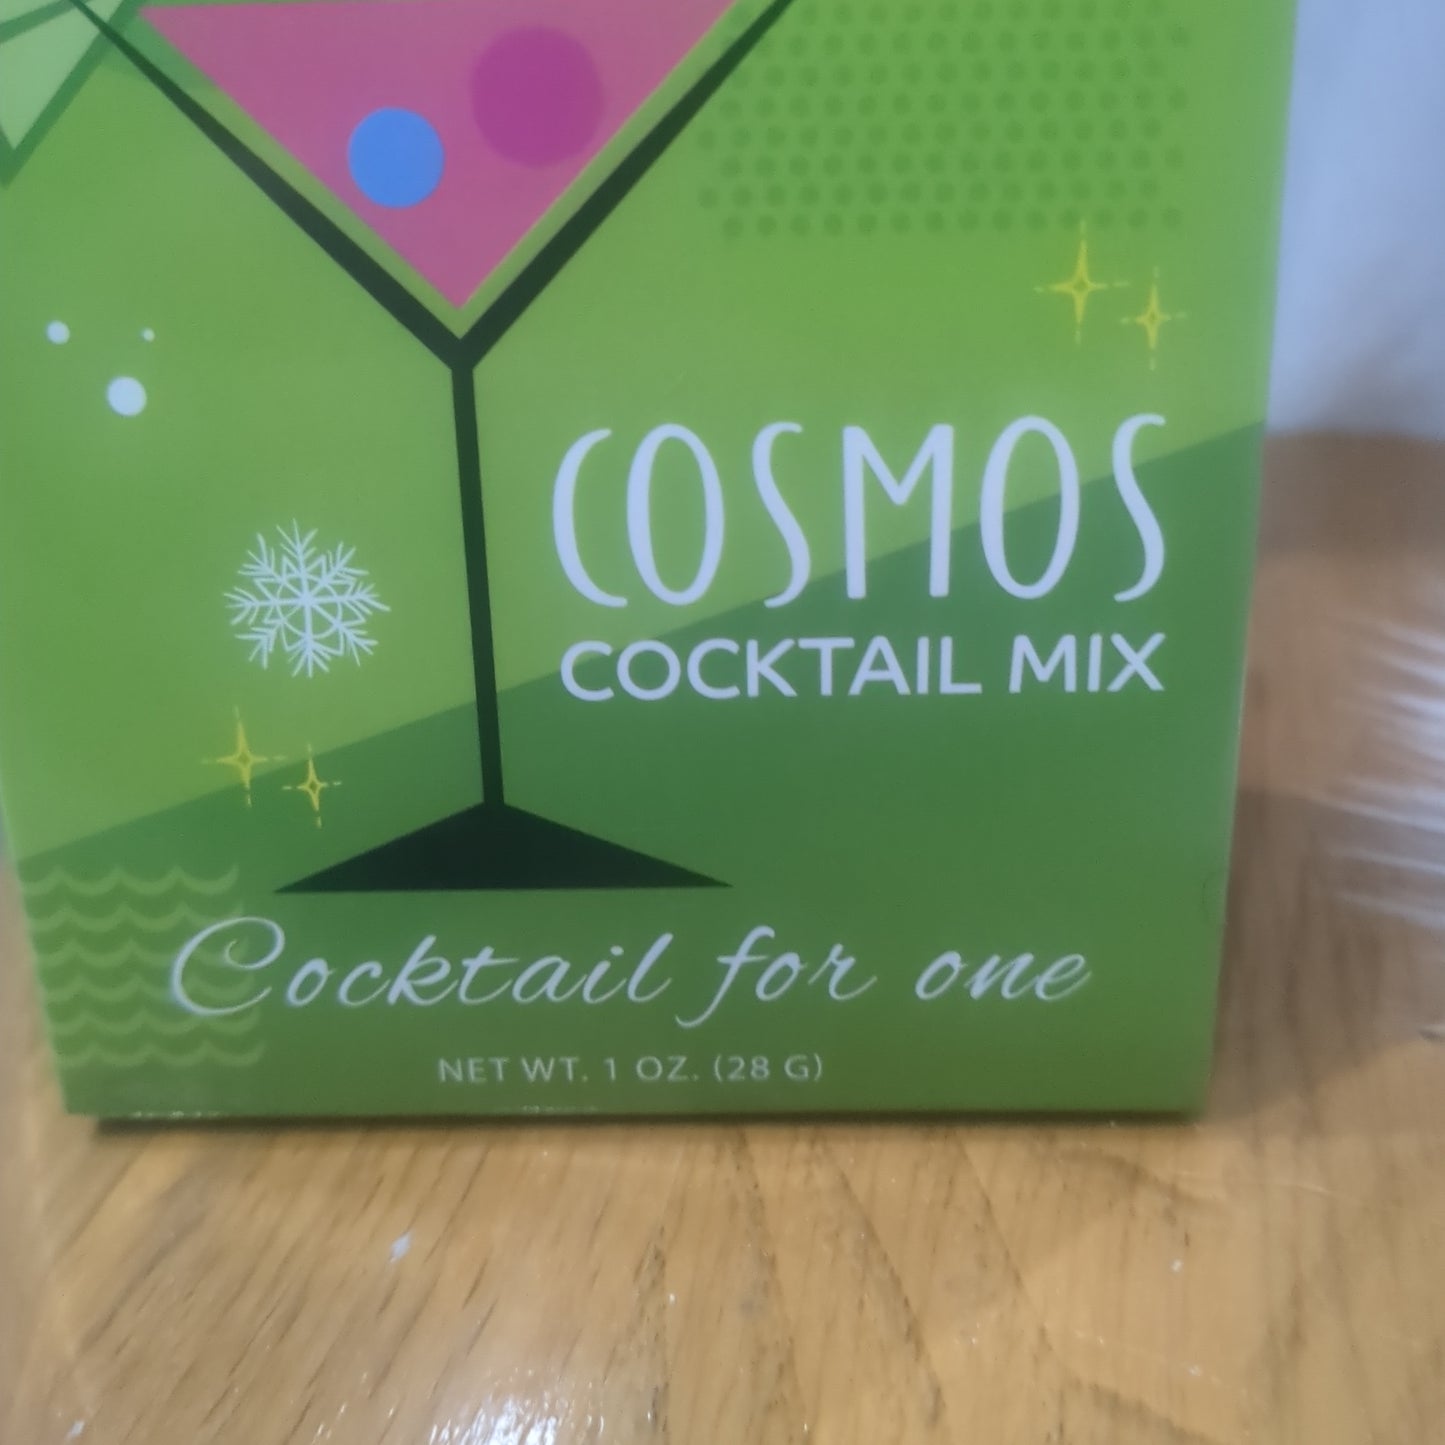 COSMOS
COCKTAIL MIX
Cocktail for one
NET WT. 1 OZ. (28 G)